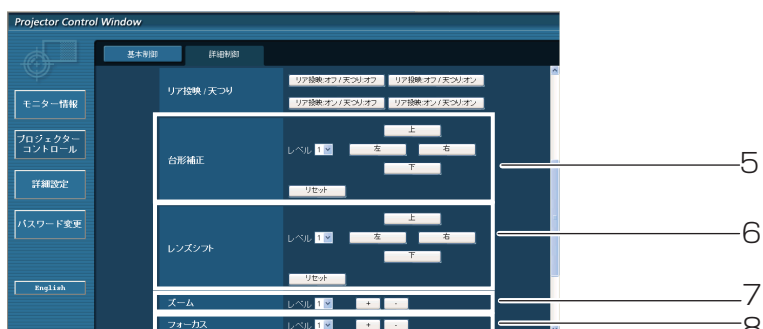 Projector Control Window
基本制御 詳細制御
リア投映 / 天つり
リア投映:オフ / 天つり:オフ リア投映:オフ / 天つり:オン
リア投映:オン / 天つり:オフ リア投映:オン / 天つり:オン
モニター情報
プロジェクター
コントロール
詳細設定
パスワード変更
English
台形補正
上
レベル 1 左 右
下
リセット
5
レンズシフト
上
レベル 1 左 右
下
リセット
6
ズーム レベル 1 + -
7
フォーカス レベル 1 + -
8